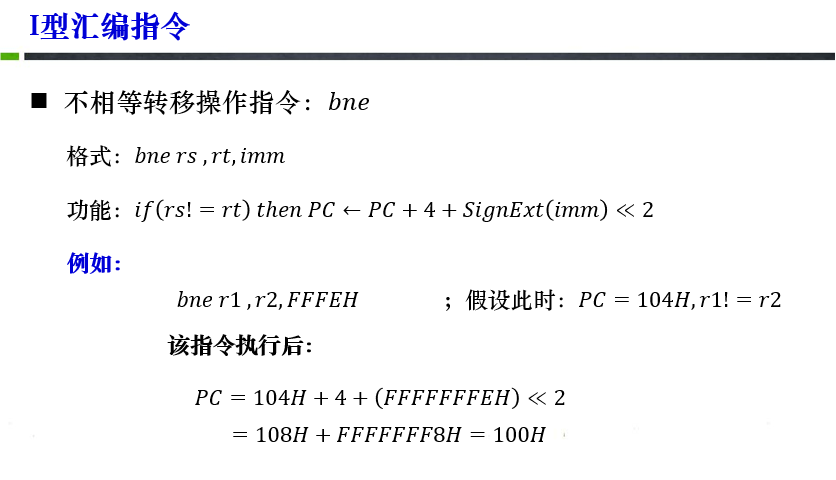 I型汇编指令
■ 不相等转移操作指令：bne
格式：bne rs ,rt,imm
功能：if(rs! = rt) then PC ← PC + 4 + SignExt(imm) ≪ 2
例如：
bne r1 ,r2,FFFEH ；假设此时：PC = 104H,r1! = r2
该指令执行后：
PC = 104H + 4 + (FFFFFFFEH) ≪ 2
= 108H + FFFFFFF8H = 100H